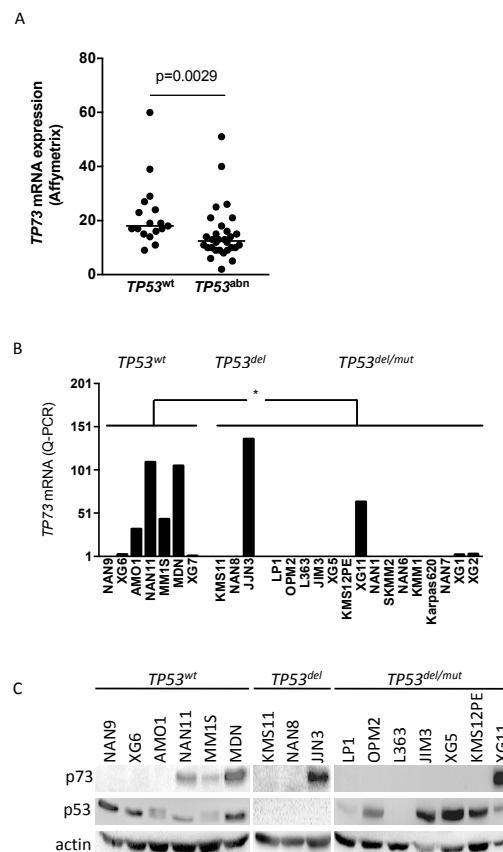 A
p=0.0029
TP73 mRNA expression
(Affymetrix)
80
60
40
20
0
TP53wt
TP53abn
B
TP53wt
TP53del
TP53del/mut
TP73 mRNA (Q-PCR)
201
151
101
51
1
*
NAN9
XG6
AMO1
NAN11
MM1S
MDN
XG7
KMS11
NAN8
JJN3
LP1
OPM2
L363
JIM3
XG5
KMS12PE
XG11
NAN1
SKMM2
NAN6
KMM1
Karpas620
NAN7
XG1
XG2
C
TP53wt
TP53del
TP53del/mut
NAN9
XG6
AMO1
NAN11
MM1S
MDN
KMS11
NAN8
JJN3
LP1
OPM2
L363
JIM3
XG5
KMS12PE
XG11
p73
p53
actin